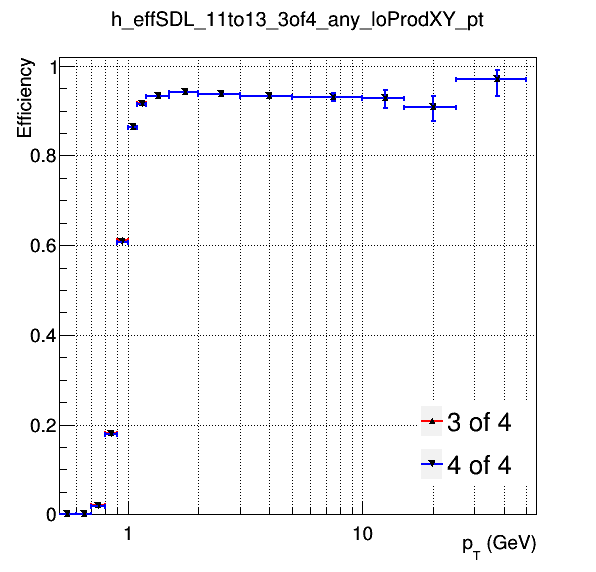 h_effSDL_11to13_3of4_any_loProdXY_pt
Efficiency
1
0.8
0.6
0.4
0.2
0
3 of 4
4 of 4
1
10
p_T (GeV)